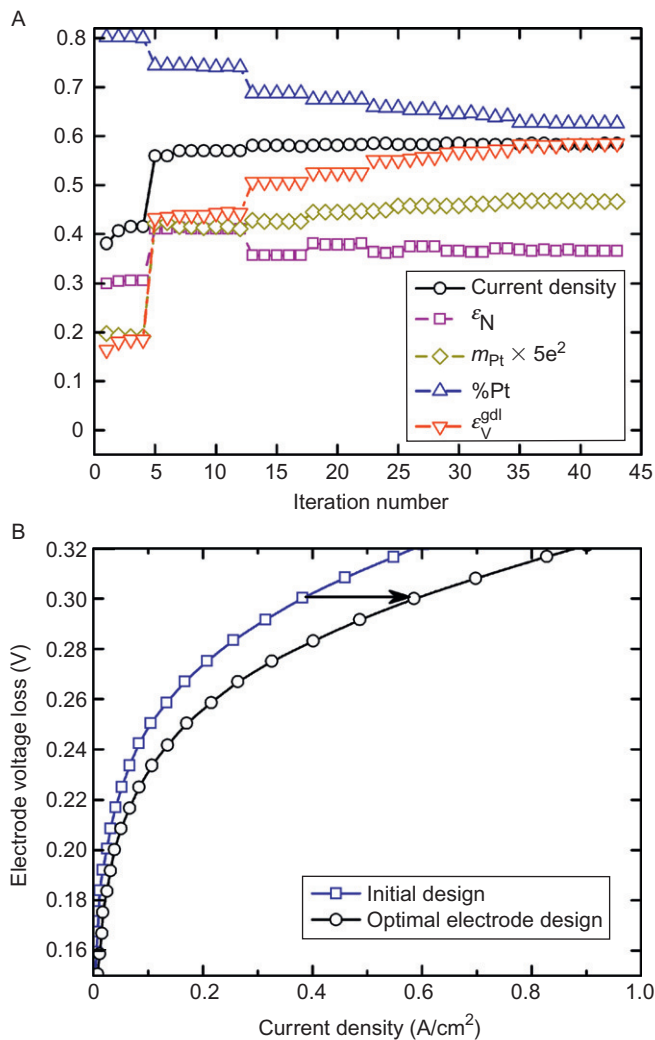 A
0.8
0.7
0.6
0.5
0.4
0.3
0.2
0.1
0
Current density
εN
mPt × 5e²
%Pt
εVgdl
0 5 10 15 20 25 30 35 40 45
Iteration number
B
0.32
0.30
0.28
0.26
0.24
0.22
0.20
0.18
0.16
Electrode voltage loss (V)
Initial design
Optimal electrode design
0 0.2 0.4 0.6 0.8 1.0
Current density (A/cm²)